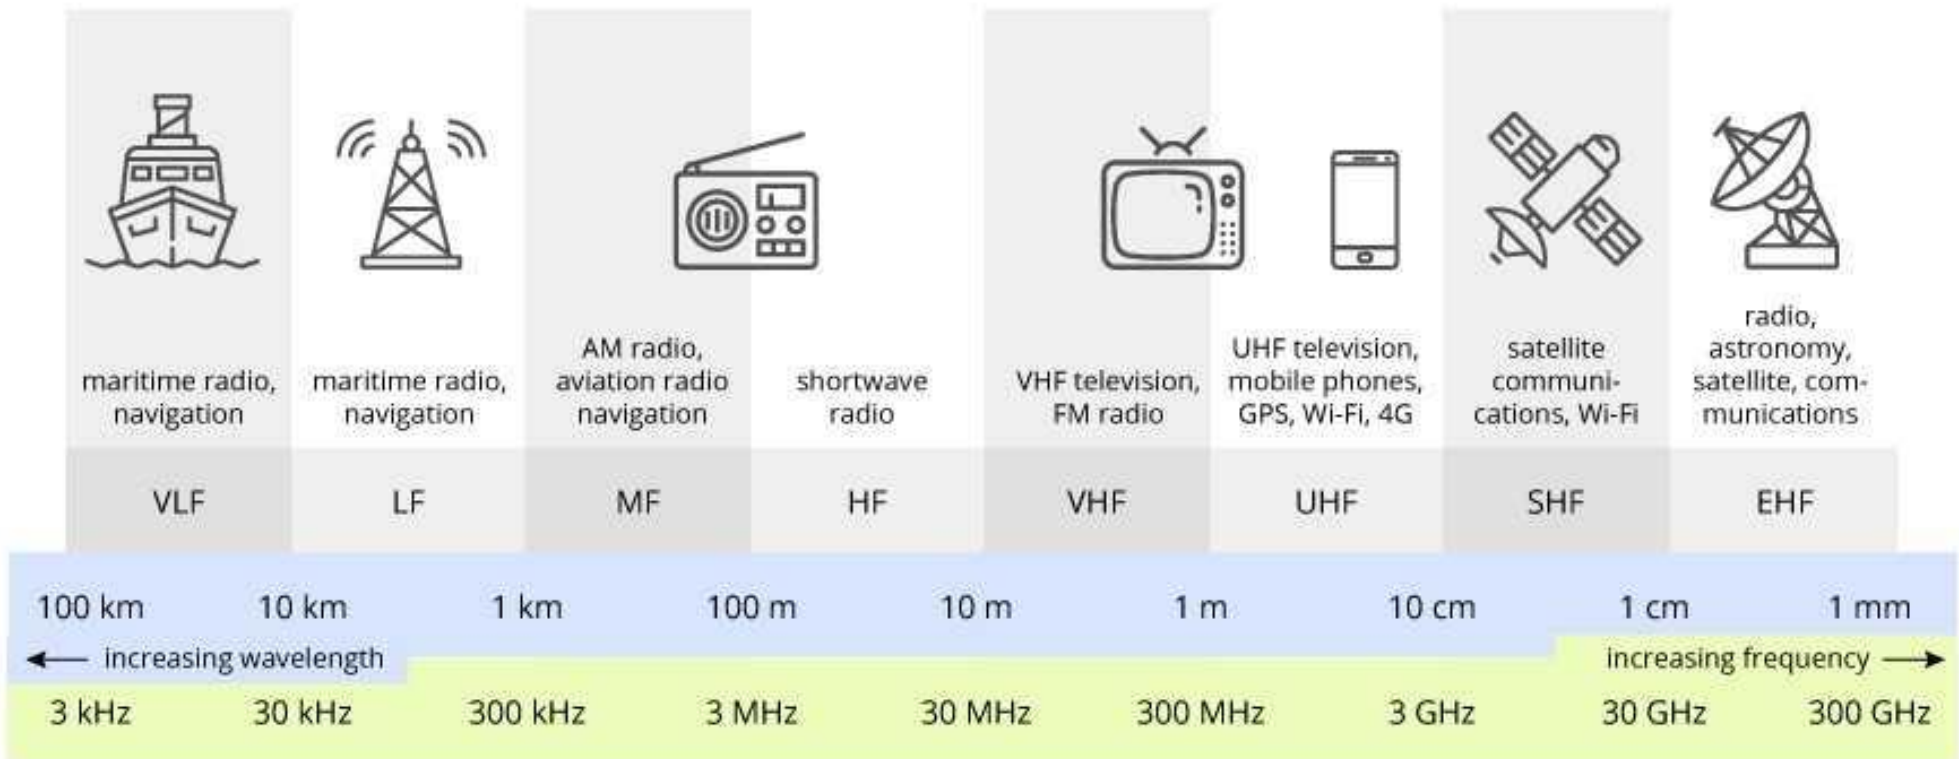 maritime radio,
navigation
maritime radio,
navigation
AM radio,
aviation radio
navigation
shortwave
radio
VHF television,
FM radio
UHF television,
mobile phones,
GPS, Wi-Fi, 4G
satellite
communi-
cations, Wi-Fi
radio,
astronomy,
satellite, com-
munications
VLF LF MF HF VHF UHF SHF EHF
100 km 10 km 1 km 100 m 10 m 1 m 10 cm 1 cm 1 mm
increasing wavelength increasing frequency
3 kHz 30 kHz 300 kHz 3 MHz 30 MHz 300 MHz 3 GHz 30 GHz 300 GHz